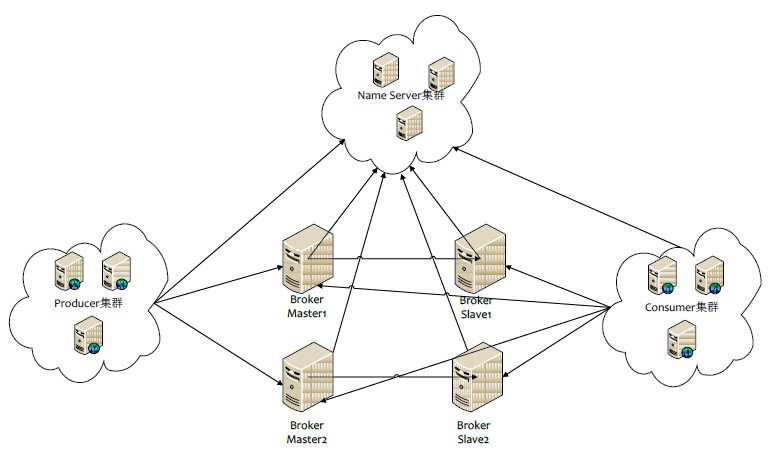 Name Server集群
Producer集群
Broker
Master1
Broker
Slave1
Consumer集群
Broker
Master2
Broker
Slave2